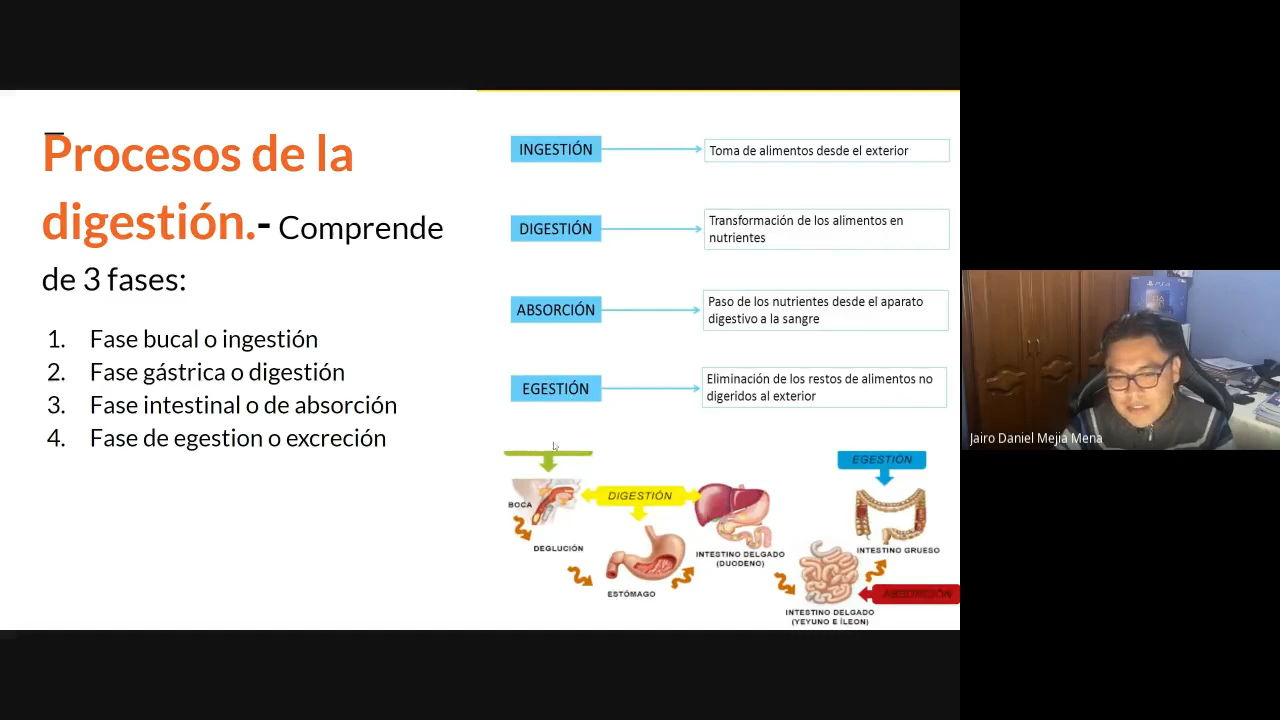 Procesos de la
digestión.- Comprende
de 3 fases:
1. Fase bucal o ingestión
2. Fase gástrica o digestión
3. Fase intestinal o de absorción
4. Fase de egestion o excreción
INGESTIÓN
Toma de alimentos desde el exterior
DIGESTIÓN
Transformación de los alimentos en
nutrientes
ABSORCIÓN
Paso de los nutrientes desde el aparato
digestivo a la sangre
EGESTIÓN
Eliminación de los restos de alimentos no
digeridos al exterior
BOCA
DEGLUCIÓN
DIGESTIÓN
ESTÓMAGO
INTESTINO DELGADO
(DUODENO)
EGESTIÓN
INTESTINO GRUESO
ABSORCIÓN
INTESTINO DELGADO
(YEYUNO E ÍLEON)
Jairo Daniel Mejia Mena